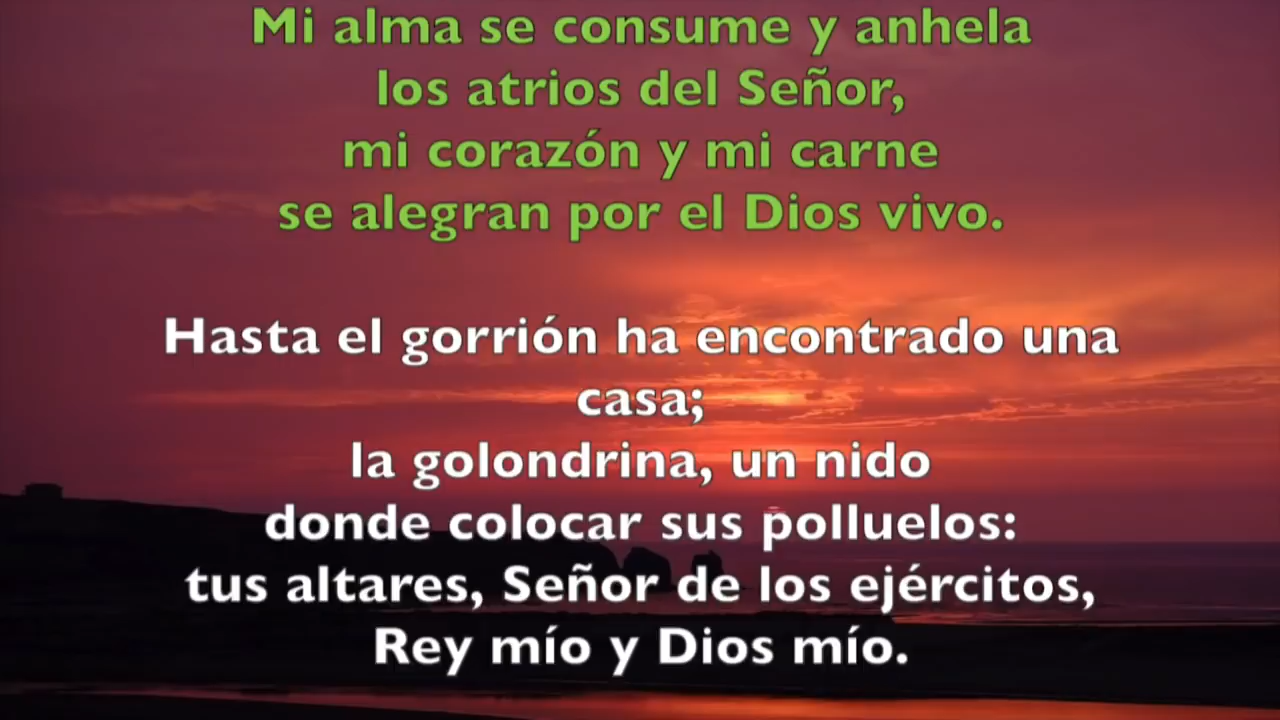 Mi alma se consume y anhela
los atrios del Señor,
mi corazón y mi carne
se alegran por el Dios vivo.
Hasta el gorrión ha encontrado una
casa;
la golondrina, un nido
donde colocar sus polluelos:
tus altares, Señor de los ejércitos,
Rey mío y Dios mío.